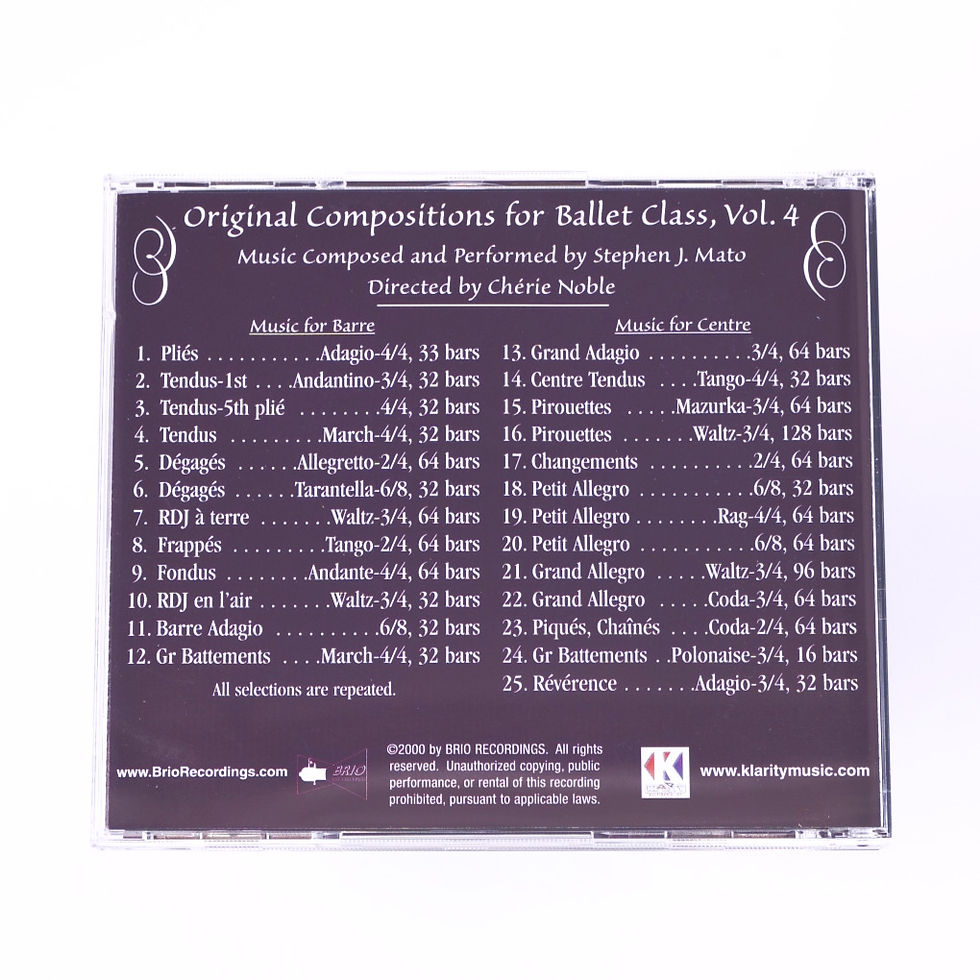 Original Compositions for Ballet Class, Vol. 4
Music Composed and Performed by Stephen J. Mato
Directed by Chérie Noble
Music for Barre
1. Pliés . . . . . . . . . . .Adagio-4/4, 33 bars
2. Tendus-1st . . . .Andantino-3/4, 32 bars
3. Tendus-5th plié . . . . . . . .4/4, 32 bars
4. Tendus . . . . . . . . .March-4/4, 32 bars
5. Dégagés . . . . . .Allegretto-2/4, 64 bars
6. Dégagés . . . . . .Tarantella-6/8, 32 bars
7. RDJ à terre . . . . . . .Waltz-3/4, 64 bars
8. Frappés . . . . . . . . .Tango-2/4, 64 bars
9. Fondus . . . . . . . .Andante-4/4, 64 bars
10. RDJ en l'air . . . . . . .Waltz-3/4, 32 bars
11. Barre Adagio . . . . . . . . . .6/8, 32 bars
12. Gr Battements . . . .March-4/4, 32 bars
All selections are repeated.
Music for Centre
13. Grand Adagio . . . . . . . . . .3/4, 64 bars
14. Centre Tendus . . . .Tango-4/4, 32 bars
15. Pirouettes . . . . .Mazurka-3/4, 64 bars
16. Pirouettes . . . . . . .Waltz-3/4, 128 bars
17. Changements . . . . . . . . . .2/4, 64 bars
18. Petit Allegro . . . . . . . . . . .6/8, 32 bars
19. Petit Allegro . . . . . . . .Rag-4/4, 64 bars
20. Petit Allegro . . . . . . . . . . .6/8, 64 bars
21. Grand Allegro . . . . .Waltz-3/4, 96 bars
22. Grand Allegro . . . . .Coda-3/4, 64 bars
23. Piqués, Chaînés . . . .Coda-2/4, 64 bars
24. Gr Battements . .Polonaise-3/4, 16 bars
25. Révérence . . . . . . .Adagio-3/4, 32 bars
www.BrioRecordings.com
BRIO
©2000 by BRIO RECORDINGS. All rights
reserved. Unauthorized copying, public
performance, or rental of this recording
prohibited, pursuant to applicable laws.
K
www.klaritymusic.com